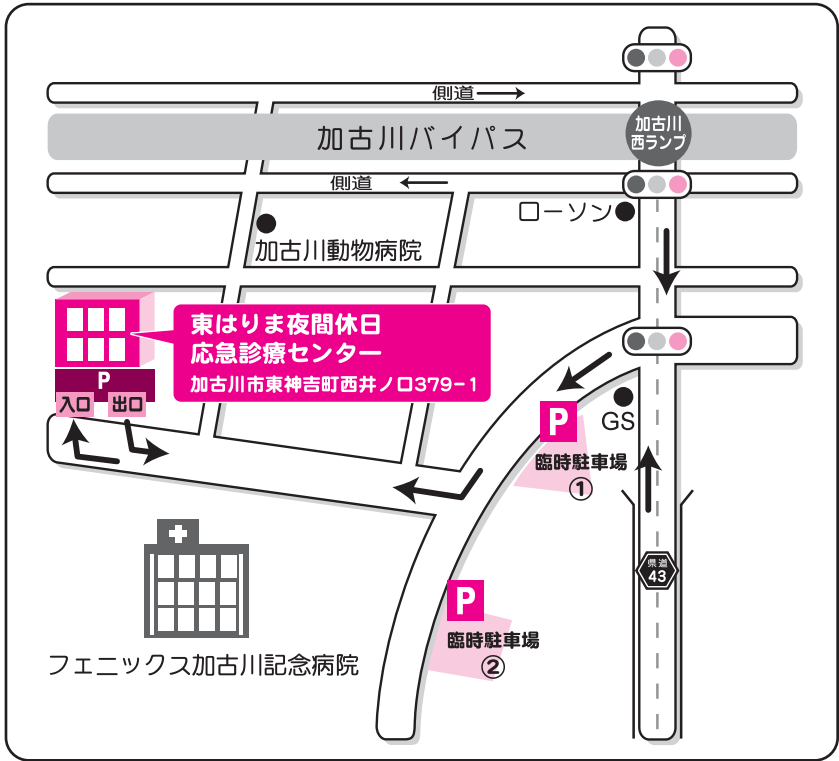 側道
加古川バイパス
加古川
西ランプ
側道
ローソン
加古川動物病院
東はりま夜間休日
応急診療センター
加古川市東神吉町西井ノ口379-1
P
入口
出口
P
GS
臨時駐車場
①
県道
43
P
臨時駐車場
②
フェニックス加古川記念病院